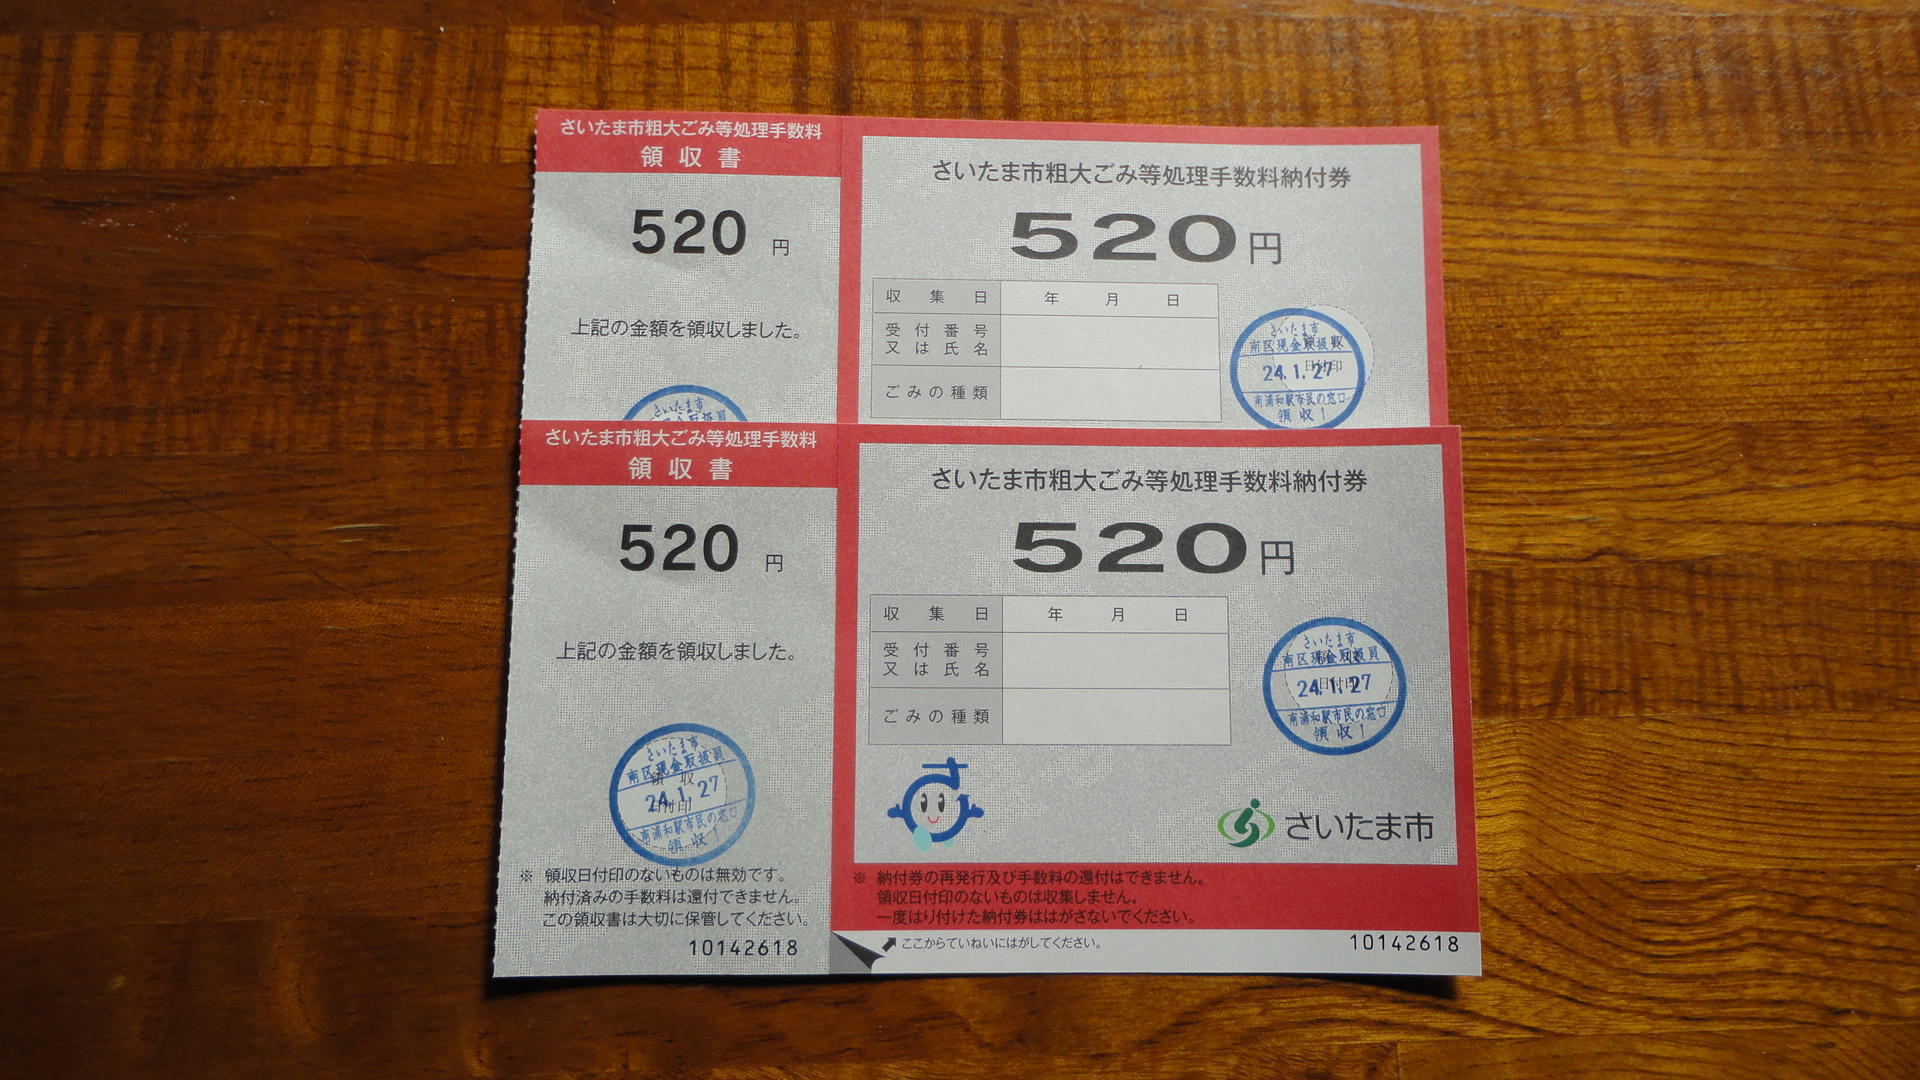 さいたま市粗大ごみ等処理手数料
領収書
520 円
上記の金額を領収しました。
さいたま市
さいたま市粗大ごみ等処理手数料納付券
520円
収集日 年 月 日
受付番号
又は氏名
ごみの種類
さいたま市
南区現金取扱員
24.1.27
日付印
南浦和駅市民の窓口
領収1
さいたま市粗大ごみ等処理手数料
領収書
520 円
上記の金額を領収しました。
さいたま市
南区現金取扱員
領収
24.1.27
日付印
南浦和駅市民の窓口
領収1
※ 領収日付印のないものは無効です。
納付済みの手数料は還付できません。
この領収書は大切に保管してください。
10142618
さいたま市粗大ごみ等処理手数料納付券
520円
収集日 年 月 日
受付番号
又は氏名
ごみの種類
さいたま市
南区現金取扱員
24.1.27
日付印
南浦和駅市民の窓口
領収1
さいたま市
※ 納付券の再発行及び手数料の還付はできません。
領収日付印のないものは収集しません。
一度はり付けた納付券ははがさないでください。
ここからていねいにはがしてください。
10142618